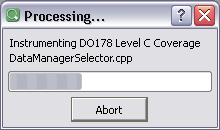 Processing...
Instrumenting DO178 Level C Coverage
DataManagerSelector.cpp
Abort